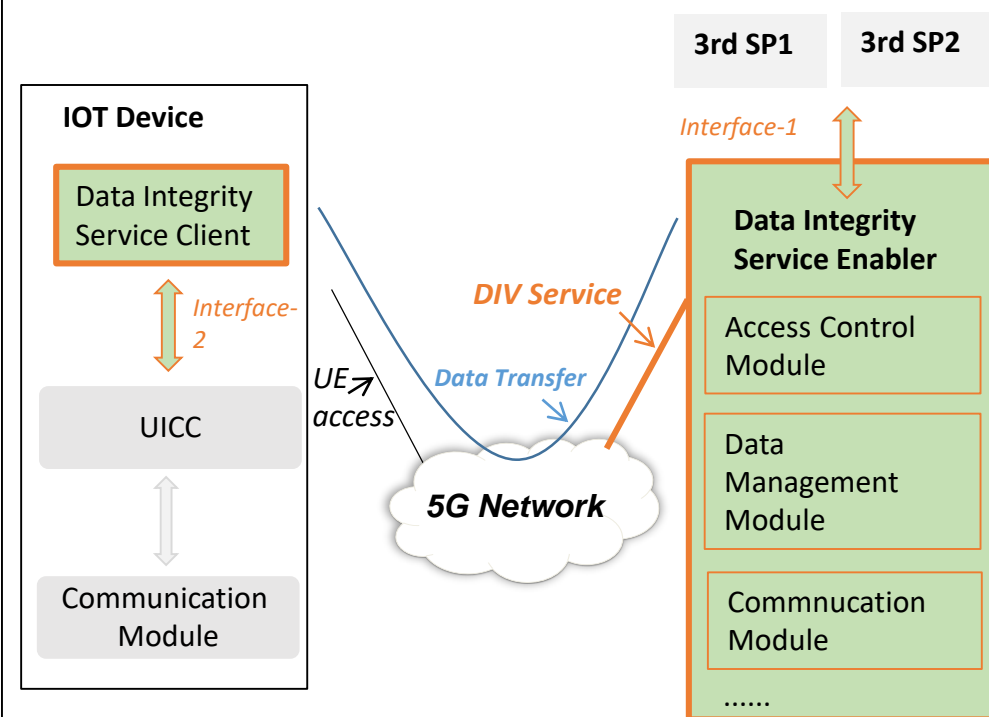 3rd SP1
3rd SP2
IOT Device
Interface-1
Data Integrity
Service Client
Data Integrity
Service Enabler
Interface-
2
DIV Service
Access Control
Module
UE
access
Data Transfer
UICC
Data
Management
Module
5G Network
Communication
Module
Commnucation
Module
......